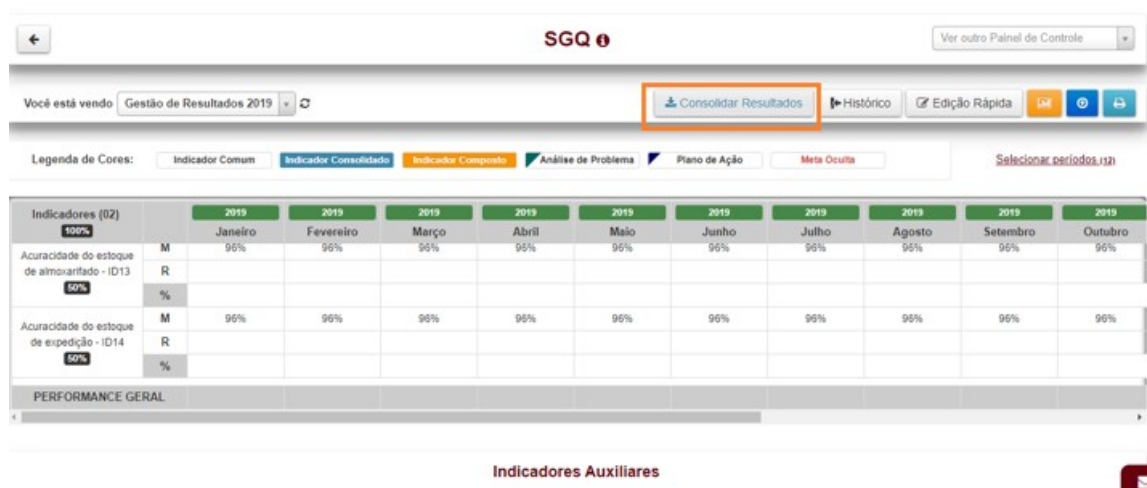 SGQ
Ver outro Painel de Controle
Você está vendo Gestão de Resultados 2019
Consolidar Resultados
Histórico
Edição Rápida
Legenda de Cores: Indicador Comum Indicador Consolidado Indicador Composto Análise de Problema Plano de Ação Meta Oculta
Selecionar períodos (12)
Indicadores (02)
100%
2019 2019 2019 2019 2019 2019 2019 2019 2019 2019
Janeiro Fevereiro Março Abril Maio Junho Julho Agosto Setembro Outubro
Acuracidade do estoque
de almoxarifado - ID13
50%
M 96% 96% 96% 96% 96% 96% 96% 96% 96% 96%
R
%
Acuracidade do estoque
de expedição - ID14
50%
M 96% 96% 96% 96% 96% 96% 96% 96% 96% 96%
R
%
PERFORMANCE GERAL
Indicadores Auxiliares